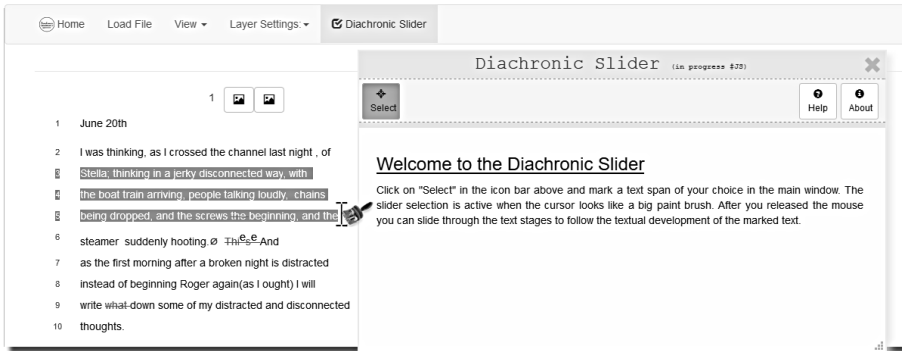 Home Load File View Layer Settings: Diachronic Slider
Diachronic Slider (in progress #JS)
Select Help About
1
1 June 20th
2 I was thinking, as I crossed the channel last night , of
3 Stella; thinking in a jerky disconnected way, with
4 the boat train arriving, people talking loudly, chains
5 being dropped, and the screws the beginning, and the
6 steamer suddenly hooting.Ø These And
7 as the first morning after a broken night is distracted
8 instead of beginning Roger again(as I ought) I will
9 write what down some of my distracted and disconnected
10 thoughts.
Welcome to the Diachronic Slider
Click on "Select" in the icon bar above and mark a text span of your choice in the main window. The
slider selection is active when the cursor looks like a big paint brush. After you released the mouse
you can slide through the text stages to follow the textual development of the marked text.